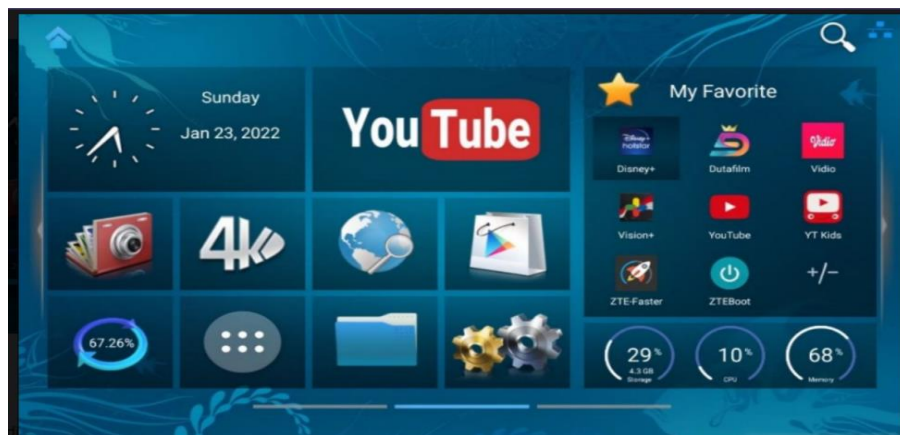 Sunday
Jan 23, 2022
YouTube
My Favorite
Disney+ hotstar
Disney+
Dutafilm
Vidio
Vidio
Vision+
YouTube
YT Kids
ZTE-Faster
ZTEBoot
+/−
4k
67.26%
29%
4.3 GB
Storage
10%
CPU
68%
Memory